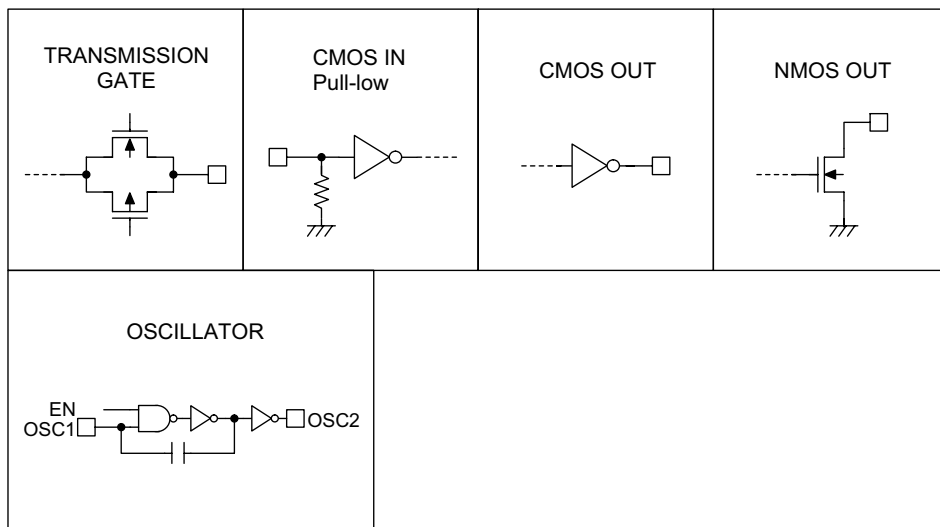 TRANSMISSION
GATE
CMOS IN
Pull-low
CMOS OUT
NMOS OUT
OSCILLATOR
EN
OSC1
OSC2